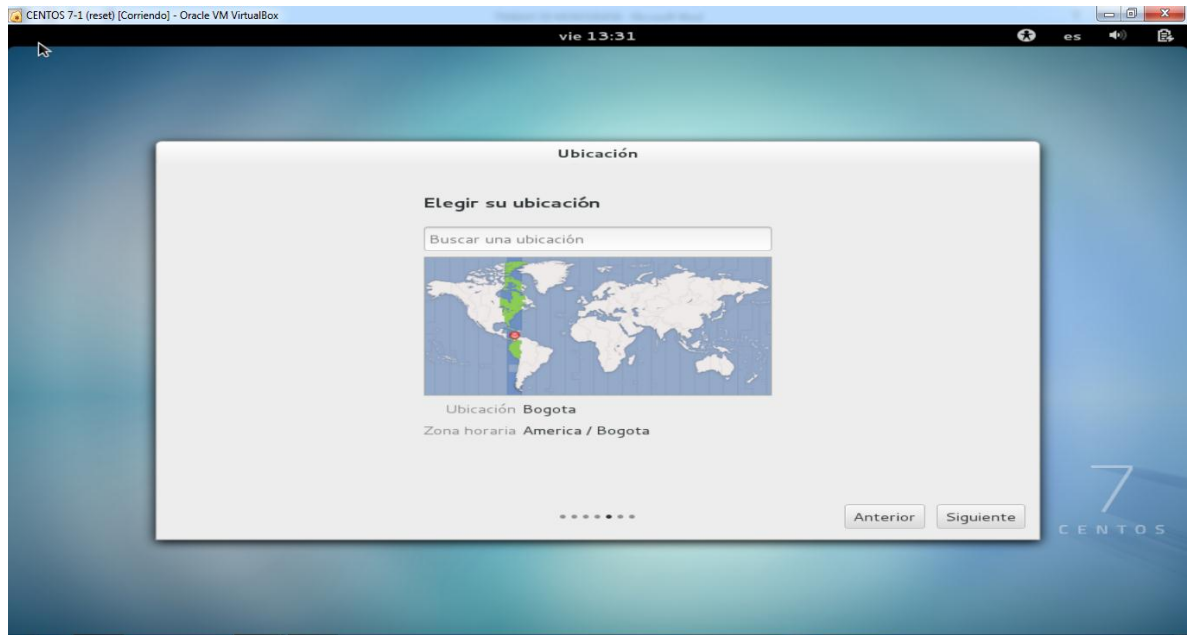 CENTOS 7-1 (reset) [Corriendo] - Oracle VM VirtualBox
vie 13:31
es
Ubicación
Elegir su ubicación
Buscar una ubicación
Ubicación Bogota
Zona horaria America / Bogota
Anterior
Siguiente
7
CENTOS